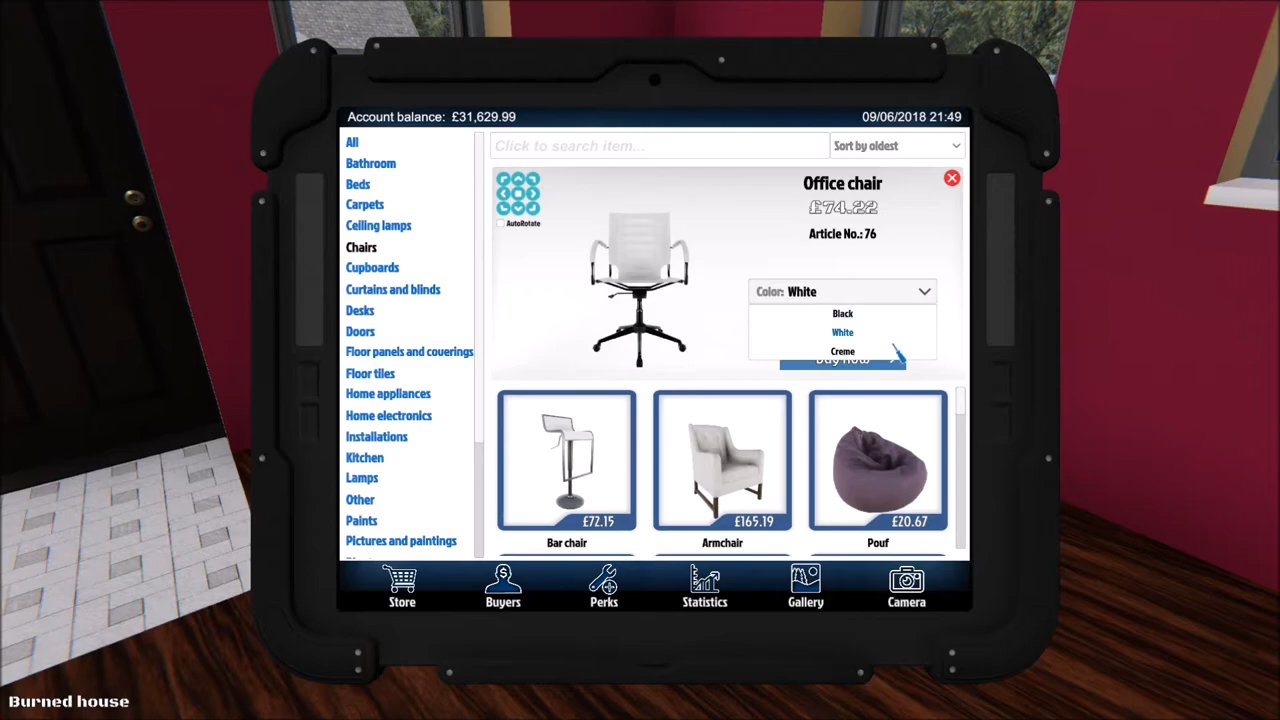 Account balance: £31,629.99
09/06/2018 21:49
All
Bathroom
Beds
Carpets
Ceiling lamps
Chairs
Cupboards
Curtains and blinds
Desks
Doors
Floor panels and coverings
Floor tiles
Home appliances
Home electronics
Installations
Kitchen
Lamps
Other
Paints
Pictures and paintings
Click to search item...
Sort by oldest
AutoRotate
Office chair
£74.22
Article No.: 76
Color: White
Black
White
Creme
Buy now
£72.15
£165.19
£20.67
Bar chair
Armchair
Pouf
Store
Buyers
Perks
Statistics
Gallery
Camera
Burned house